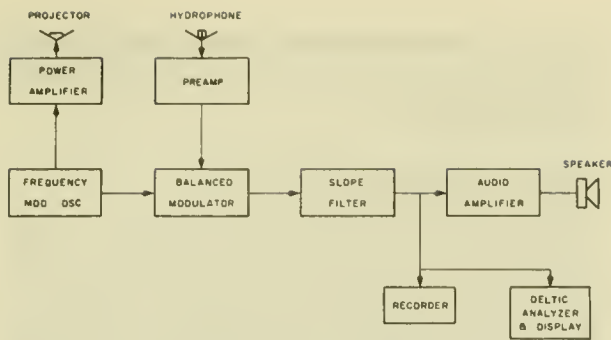 PROJECTOR
HYDROPHONE
POWER
AMPLIFIER
PREAMP
FREQUENCY
MOD OSC
BALANCED
MODULATOR
SLOPE
FILTER
AUDIO
AMPLIFIER
SPEAKER
RECORDER
DELTIC
ANALYZER
& DISPLAY